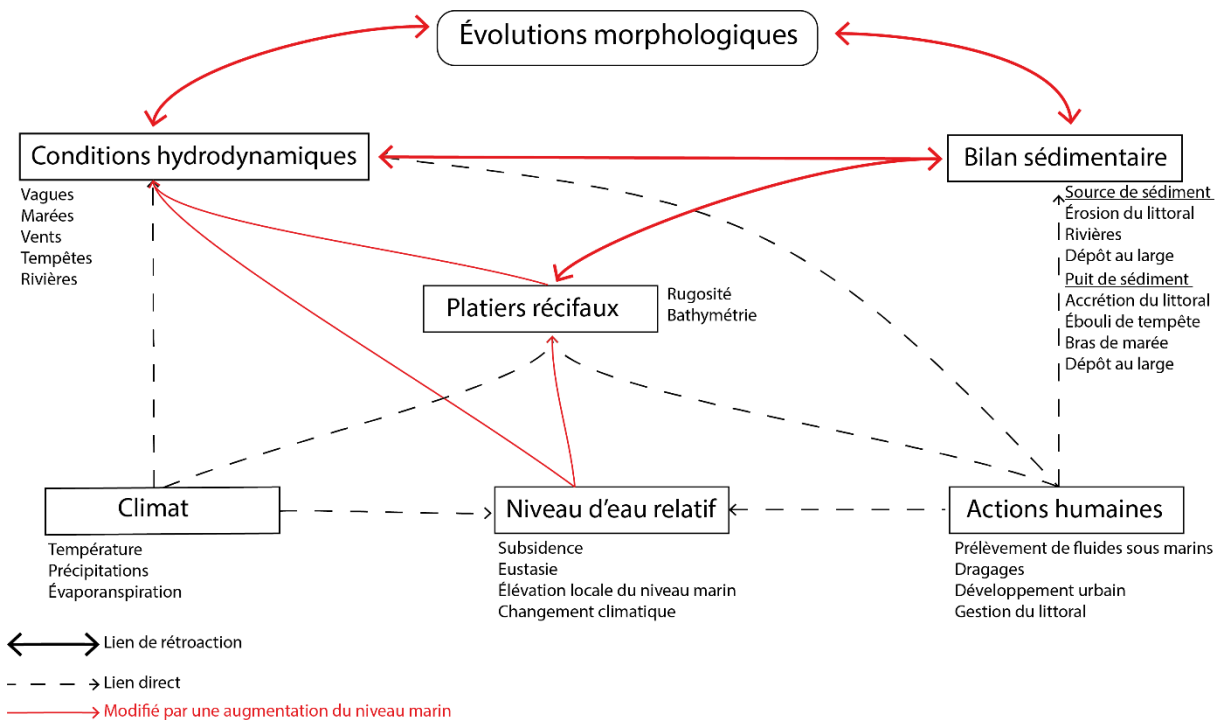 Évolutions morphologiques
Conditions hydrodynamiques
Vagues
Marées
Vents
Tempêtes
Rivières
Bilan sédimentaire
Source de sédiment
Érosion du littoral
Rivières
Dépôt au large
Puit de sédiment
Accrétion du littoral
Ébouli de tempête
Bras de marée
Dépôt au large
Platiers récifaux
Rugosité
Bathymétrie
Climat
Température
Précipitations
Évaporanspiration
Niveau d'eau relatif
Subsidence
Eustasie
Élévation locale du niveau marin
Changement climatique
Actions humaines
Prélèvement de fluides sous marins
Dragages
Développement urbain
Gestion du littoral
Lien de rétroaction
Lien direct
Modifié par une augmentation du niveau marin